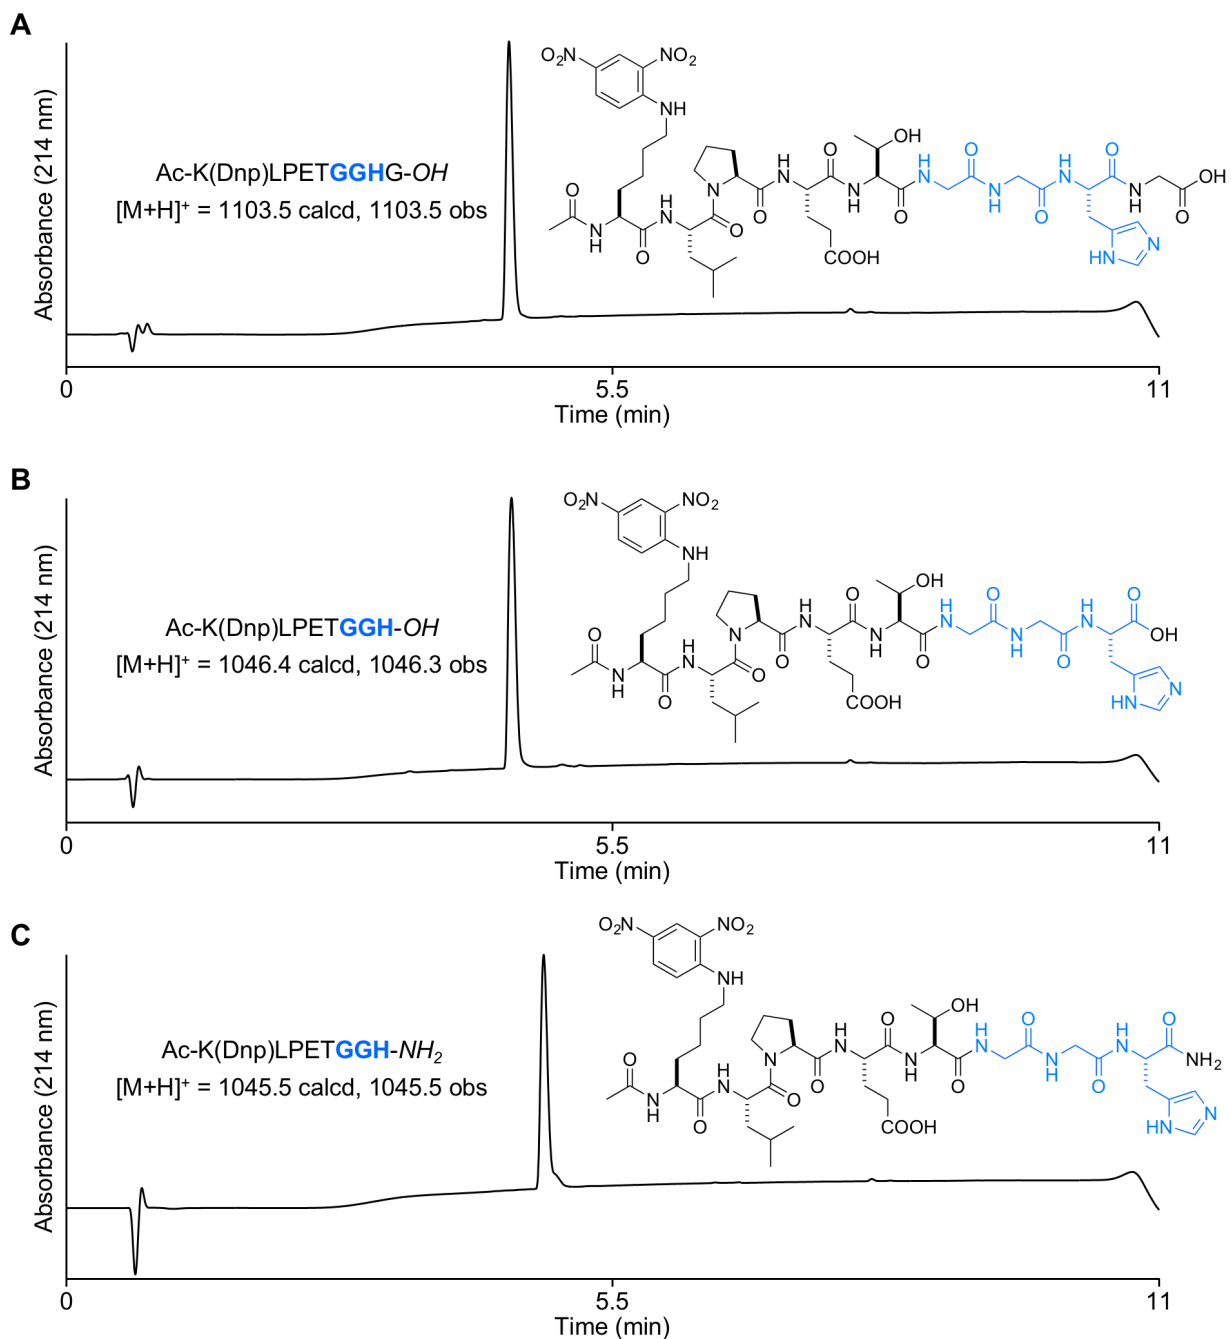 A
Absorbance (214 nm)
Ac-K(Dnp)LPETGGHG-OH
[M+H]⁺ = 1103.5 calcd, 1103.5 obs
O₂N NO₂
NH
OH
O H N O H N O H N O H N O OH
O N H O H N O N O N H O N H O N H O
COOH
HN N
0 5.5 11
Time (min)
B
Absorbance (214 nm)
Ac-K(Dnp)LPETGGH-OH
[M+H]⁺ = 1046.4 calcd, 1046.3 obs
O₂N NO₂
NH
OH
O H N O H N O H N O OH
O N H O H N O N O N H O N H O
COOH
HN N
0 5.5 11
Time (min)
C
Absorbance (214 nm)
Ac-K(Dnp)LPETGGH-NH₂
[M+H]⁺ = 1045.5 calcd, 1045.5 obs
O₂N NO₂
NH
OH
O H N O H N O H N O NH₂
O N H O H N O N O N H O N H O
COOH
HN N
0 5.5 11
Time (min)